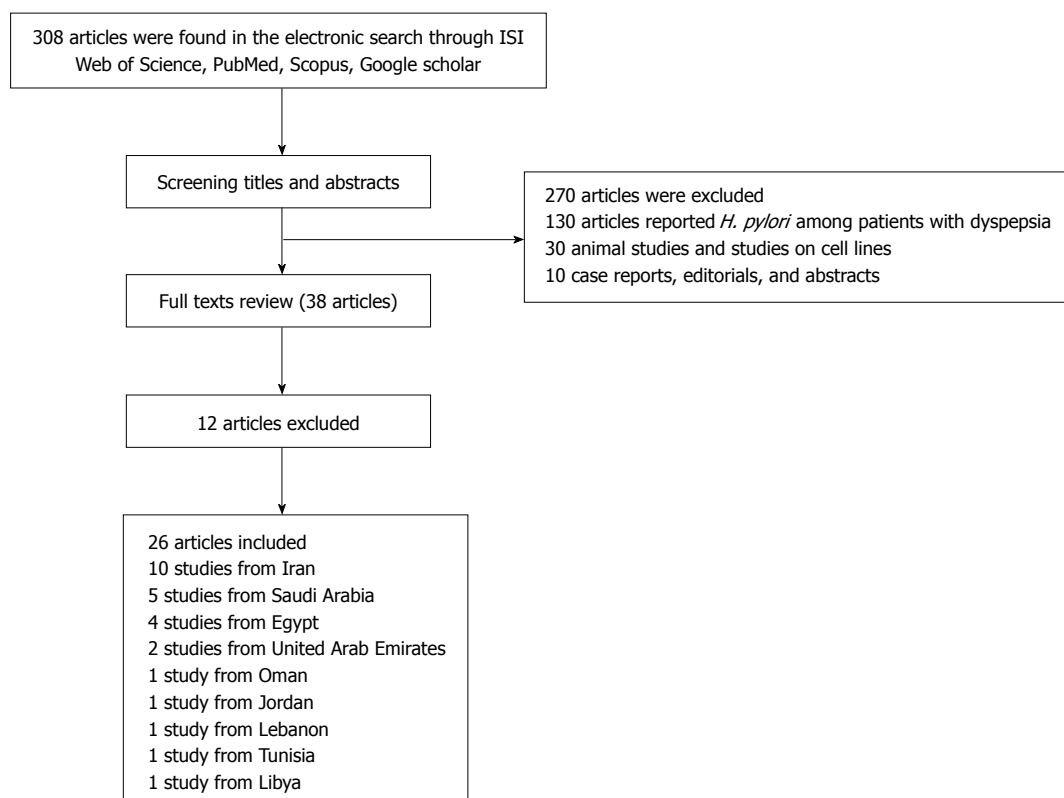 308 articles were found in the electronic search through ISI
Web of Science, PubMed, Scopus, Google scholar
Screening titles and abstracts
270 articles were excluded
130 articles reported H. pylori among patients with dyspepsia
30 animal studies and studies on cell lines
10 case reports, editorials, and abstracts
Full texts review (38 articles)
12 articles excluded
26 articles included
10 studies from Iran
5 studies from Saudi Arabia
4 studies from Egypt
2 studies from United Arab Emirates
1 study from Oman
1 study from Jordan
1 study from Lebanon
1 study from Tunisia
1 study from Libya